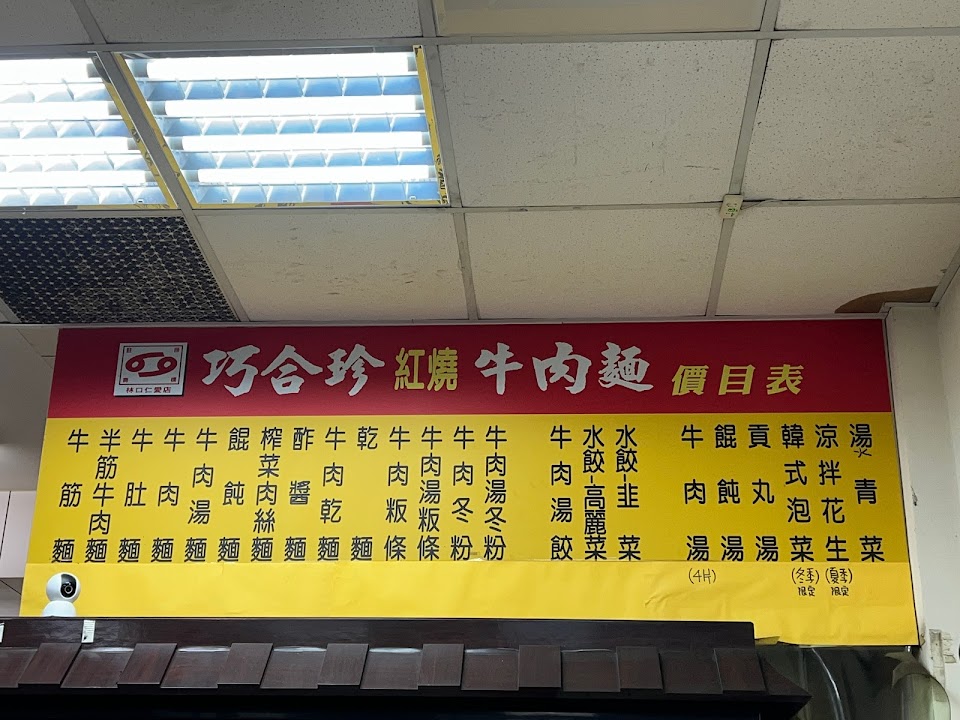 林口仁愛店
巧合珍 紅燒 牛肉麵 價目表
牛筋麵
半筋牛肉麵
牛肚麵
牛肉麵
牛肉湯麵
餛飩麵
榨菜肉絲麵
酢醬麵
牛肉乾麵
乾麵
牛肉粄條
牛肉湯粄條
牛肉冬粉
牛肉湯冬粉
牛肉湯餃
水餃-高麗菜
水餃-韭菜
牛肉湯
(4片)
餛飩湯
貢丸湯
韓式泡菜
(冬季)
限定
涼拌花生
(夏季)
限定
燙青菜